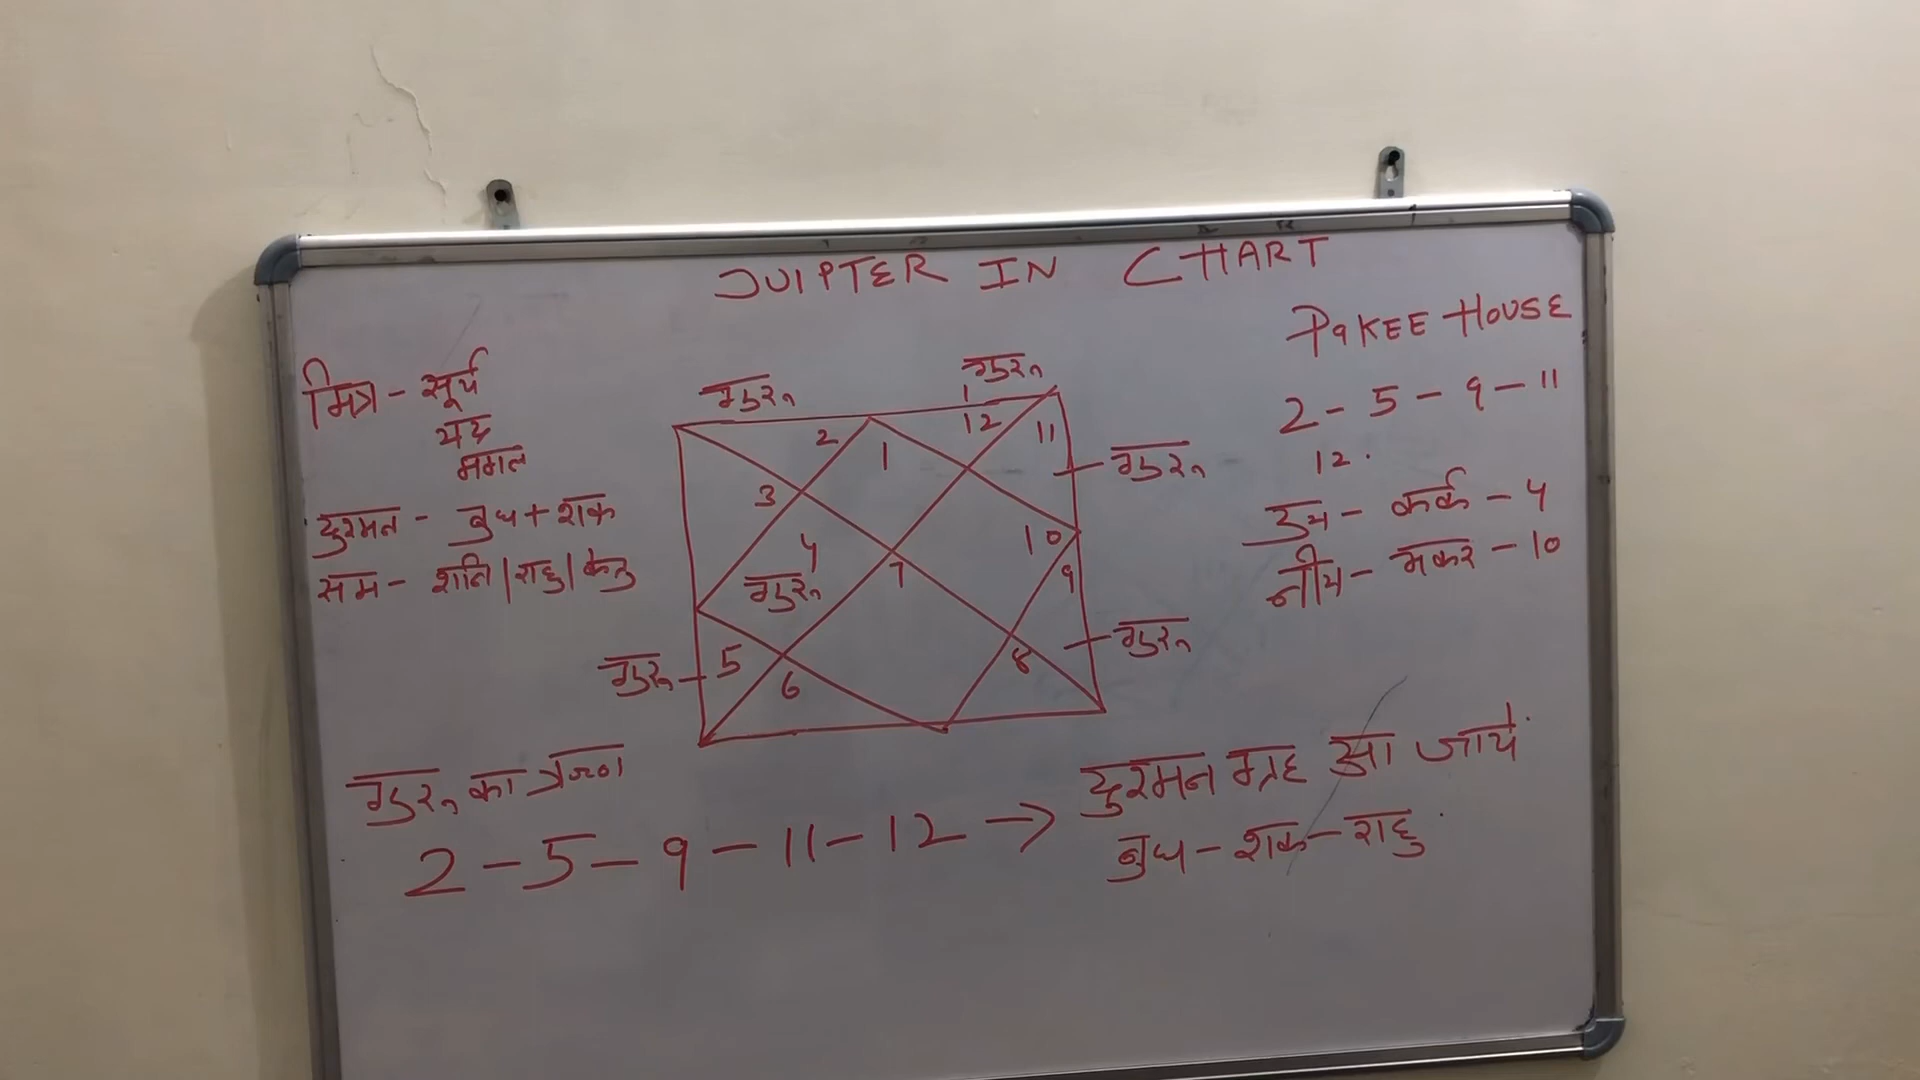 JUIPTER IN CHART
PaKEE HOUSE
2 - 5 - 9 - 11
12.
उच - कर्क - 4
नीच - मकर - 10
मित्र - सूर्य
चंद्र
मंगल
दुश्मन - बुध + शुक्र
सम - शनि | राहु | केतु
गुरु
गुरु
2
1
12
11
गुरु
3
4
गुरु
7
10
9
गुरु
5
6
8
गुरु
गुरु का
2 - 5 - 9 - 11 - 12 →
दुश्मन ग्रह आ जाये
बुध - शुक्र - राहु